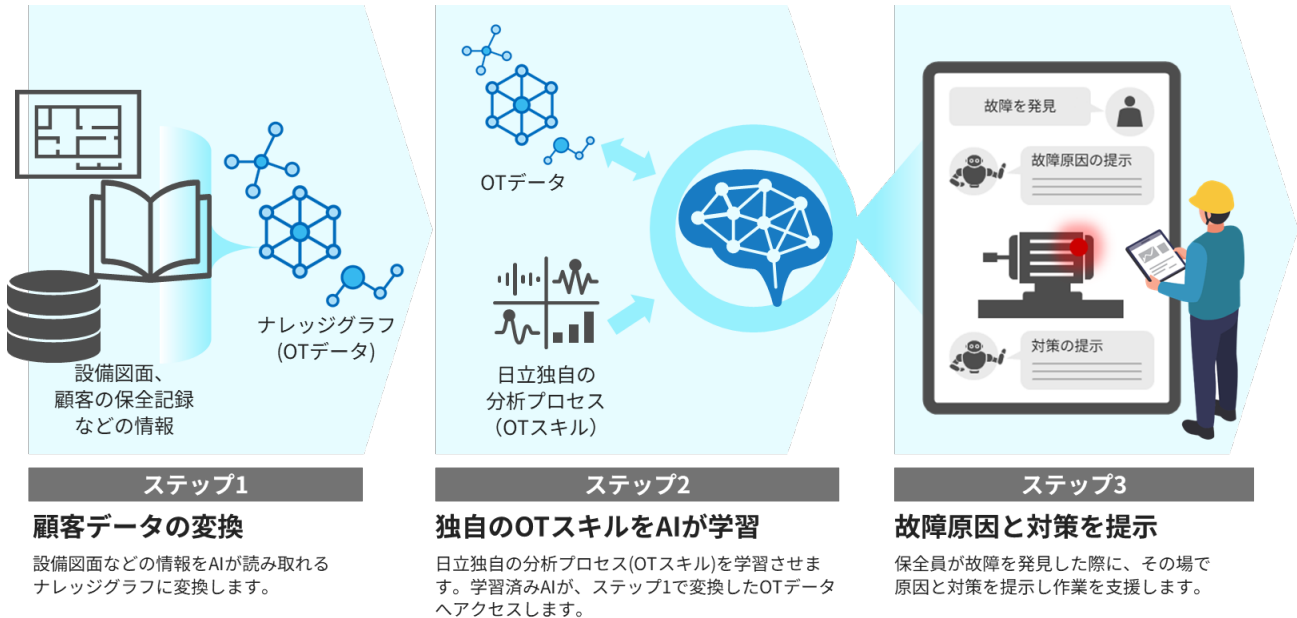 設備図面、
顧客の保全記録
などの情報
ナレッジグラフ
(OTデータ)
ステップ1
顧客データの変換
設備図面などの情報をAIが読み取れる
ナレッジグラフに変換します。
OTデータ
日立独自の
分析プロセス
（OTスキル）
ステップ2
独自のOTスキルをAIが学習
日立独自の分析プロセス(OTスキル)を学習させま
す。学習済みAIが、ステップ1で変換したOTデータ
へアクセスします。
故障を発見
故障原因の提示
対策の提示
ステップ3
故障原因と対策を提示
保全員が故障を発見した際に、その場で
原因と対策を提示し作業を支援します。